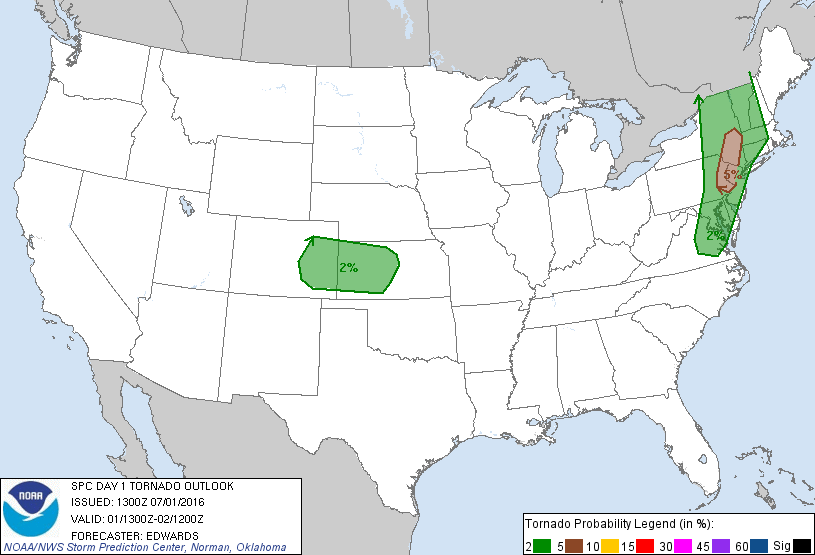 5%
2%
2%
NOAA
SPC DAY 1 TORNADO OUTLOOK
ISSUED: 1300Z 07/01/2016
VALID: 01/1300Z-02/1200Z
FORECASTER: EDWARDS
NOAA/NWS Storm Prediction Center, Norman, Oklahoma
Tornado Probability Legend (in %):
2 5 10 15 30 45 60 Sig